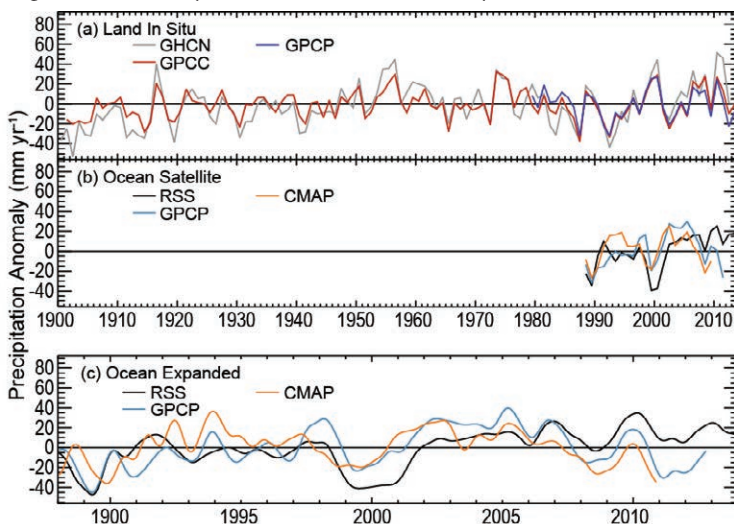 80
60
40
20
0
-20
-40
(a) Land In Situ
GHCN GPCP
GPCC
80
60
40
20
0
-20
-40
(b) Ocean Satellite
RSS CMAP
GPCP
1900 1910 1920 1930 1940 1950 1960 1970 1980 1990 2000 2010
Precipitation Anomaly (mm yr⁻¹)
80
60
40
20
0
-20
-40
(c) Ocean Expanded
RSS CMAP
GPCP
1900 1995 2000 2005 2010